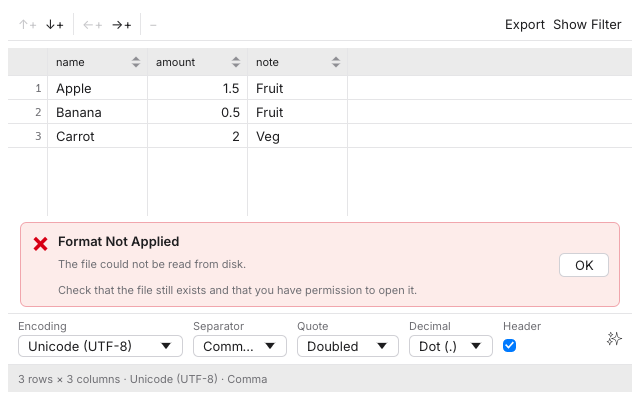 Export Show Filter
name amount note
1 Apple 1.5 Fruit
2 Banana 0.5 Fruit
3 Carrot 2 Veg
Format Not Applied
The file could not be read from disk.
OK
Check that the file still exists and that you have permission to open it.
Encoding Separator Quote Decimal Header
Unicode (UTF-8) Comm... Doubled Dot (.)
3 rows × 3 columns · Unicode (UTF-8) · Comma